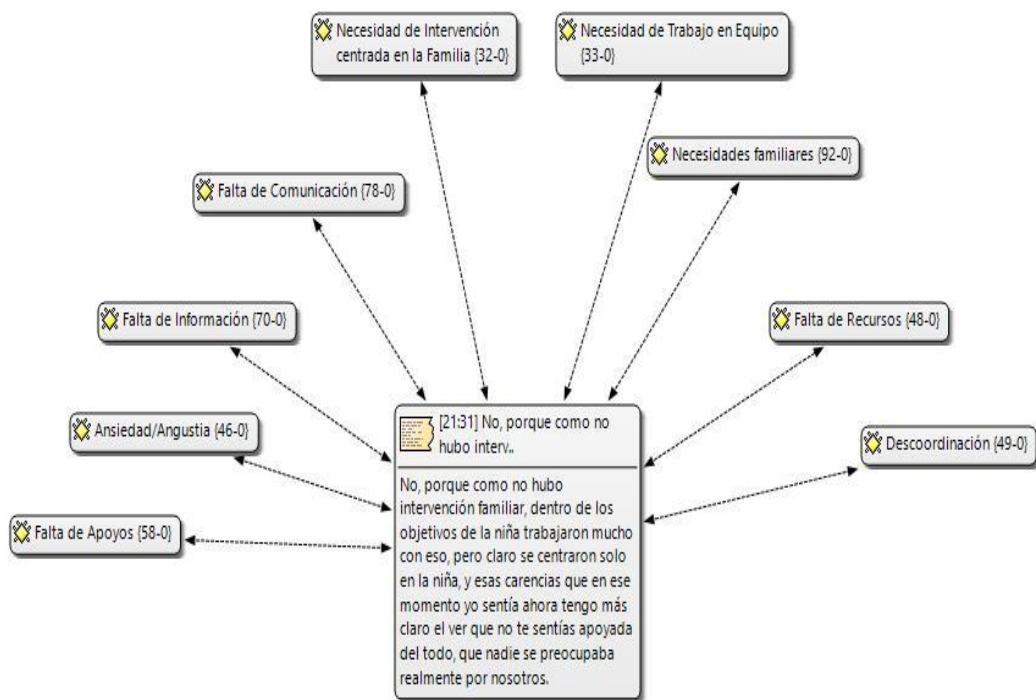 Necesidad de Intervención
centrada en la Familia {32-0}
Necesidad de Trabajo en Equipo
{33-0}
Necesidades familiares {92-0}
Falta de Comunicación {78-0}
Falta de Información {70-0}
Falta de Recursos {48-0}
Ansiedad/Angustia {46-0}
Descoordinación {49-0}
Falta de Apoyos {58-0}
[21:31] No, porque como no
hubo interv..
No, porque como no hubo
intervención familiar, dentro de los
objetivos de la niña trabajaron mucho
con eso, pero claro se centraron solo
en la niña, y esas carencias que en ese
momento yo sentía ahora tengo más
claro el ver que no te sentías apoyada
del todo, que nadie se preocupaba
realmente por nosotros.